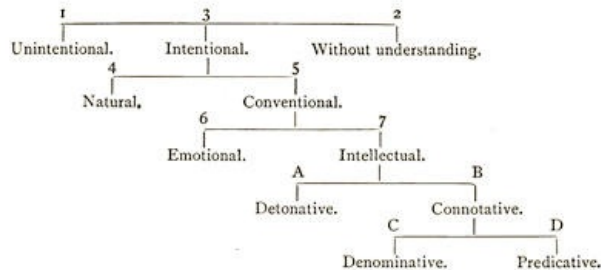 1 3 2
Unintentional. Intentional. Without understanding.
4 5
Natural. Conventional.
6 7
Emotional. Intellectual.
A B
Detonative. Connotative.
C D
Denominative. Predicative.